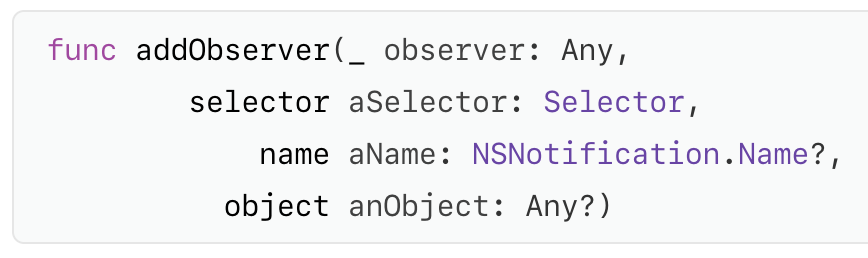 func addObserver(_ observer: Any,
selector aSelector: Selector,
name aName: NSNotification.Name?,
object anObject: Any?)